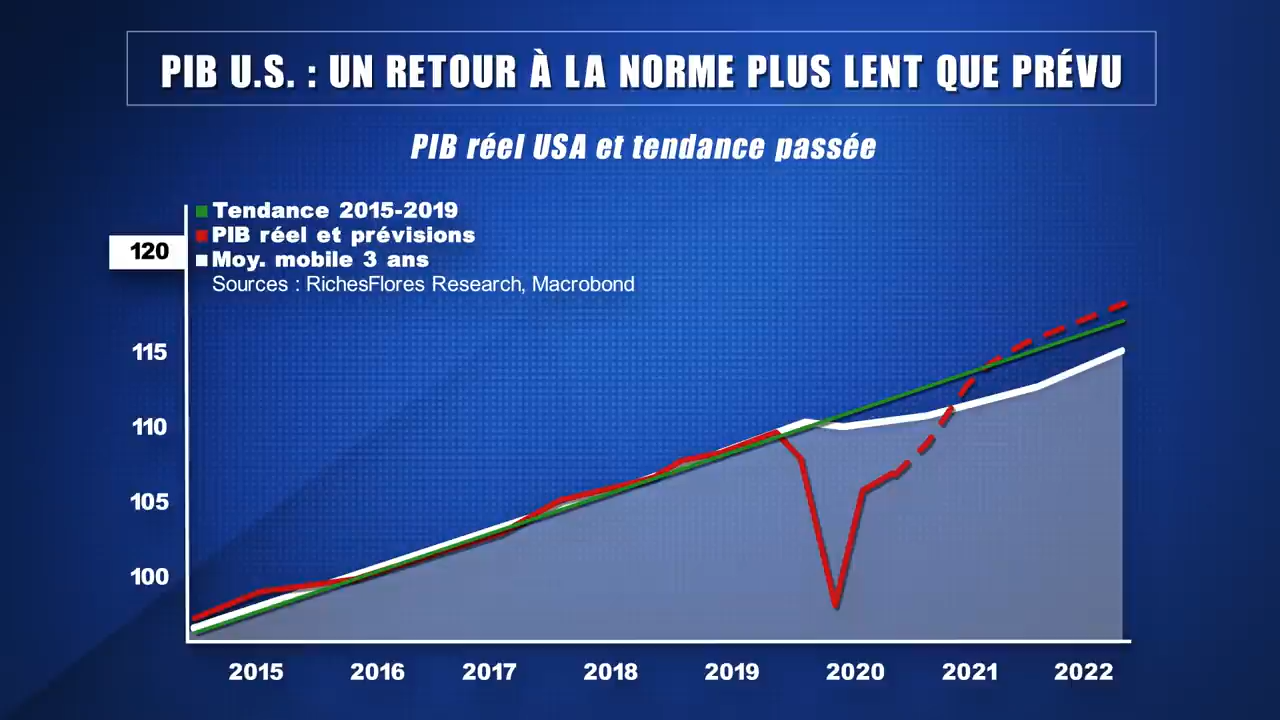 PIB U.S. : UN RETOUR À LA NORME PLUS LENT QUE PRÉVU
PIB réel USA et tendance passée
Tendance 2015-2019
PIB réel et prévisions
Moy. mobile 3 ans
Sources : RichesFlores Research, Macrobond
120
115
110
105
100
2015 2016 2017 2018 2019 2020 2021 2022